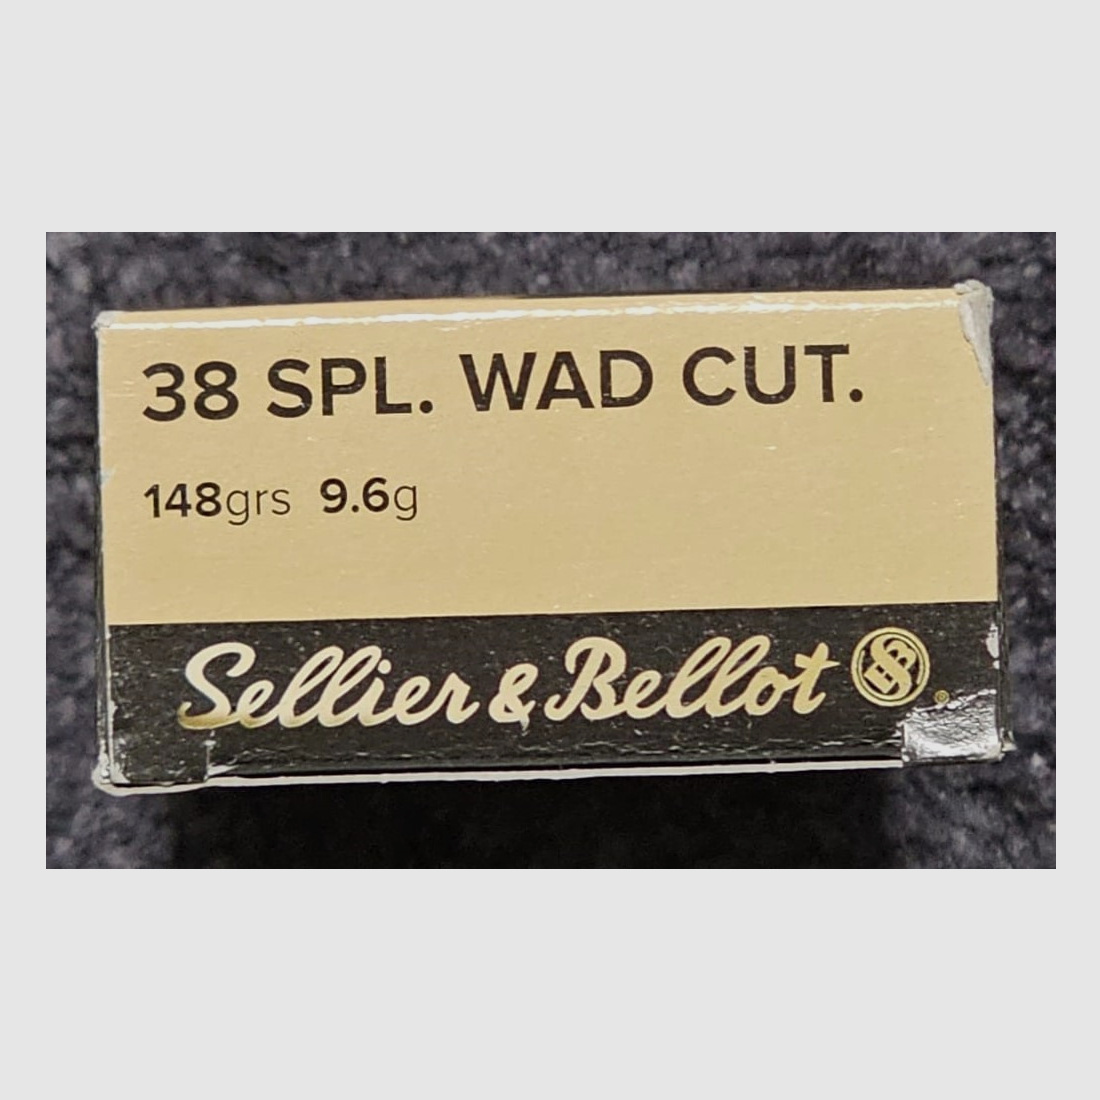 38 SPL. WAD CUT.
148grs 9.6g
Sellier & Bellot S&B ®